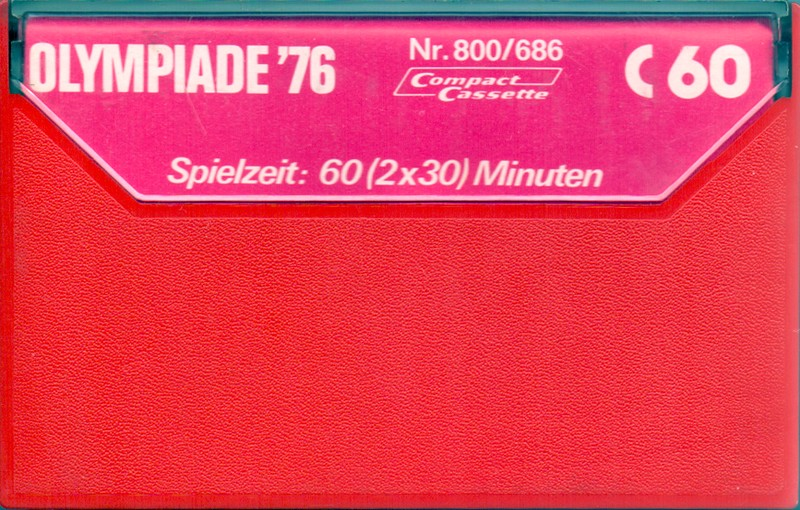 OLYMPIADE '76
Nr. 800/686
Compact
Cassette
C 60
Spielzeit: 60 (2x30) Minuten